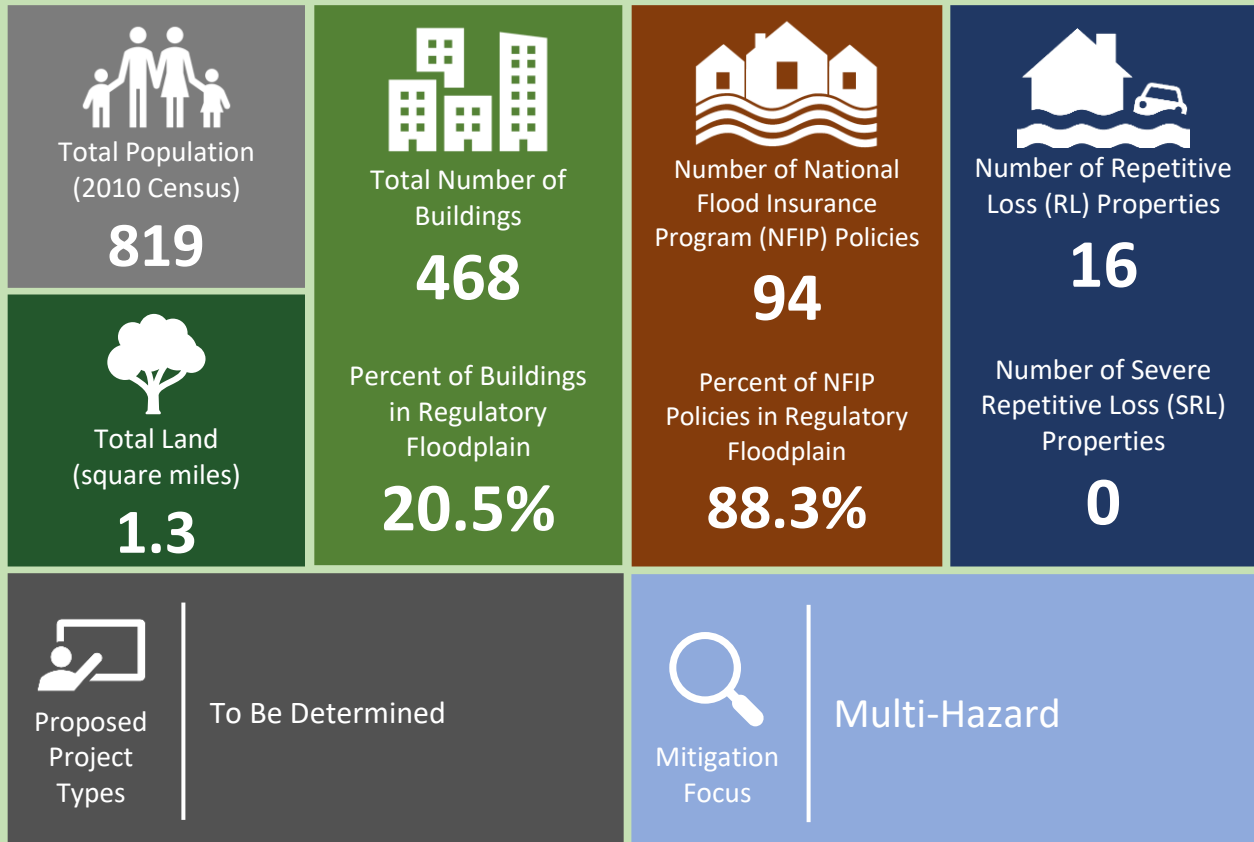 Total Population
(2010 Census)
819
Total Land
(square miles)
1.3
Total Number of
Buildings
468
Percent of Buildings
in Regulatory
Floodplain
20.5%
Number of National
Flood Insurance
Program (NFIP) Policies
94
Percent of NFIP
Policies in Regulatory
Floodplain
88.3%
Number of Repetitive
Loss (RL) Properties
16
Number of Severe
Repetitive Loss (SRL)
Properties
0
Proposed
Project
Types
To Be Determined
Mitigation
Focus
Multi-Hazard